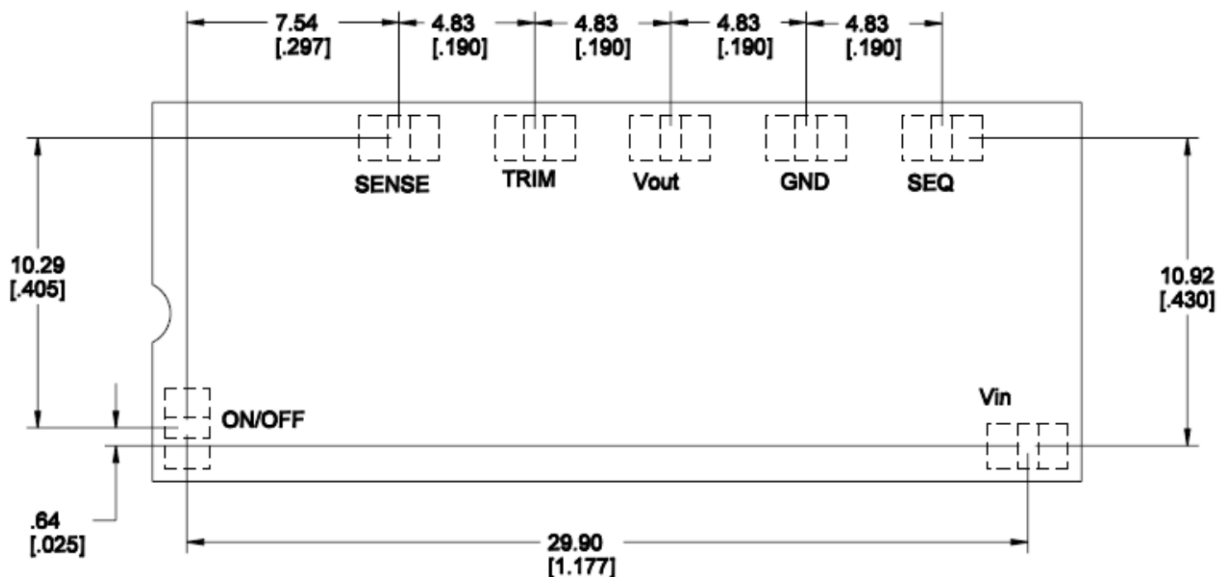 7.54
[.297]
4.83
[.190]
4.83
[.190]
4.83
[.190]
4.83
[.190]
SENSE
TRIM
Vout
GND
SEQ
10.29
[.405]
10.92
[.430]
ON/OFF
Vin
.64
[.025]
29.90
[1.177]